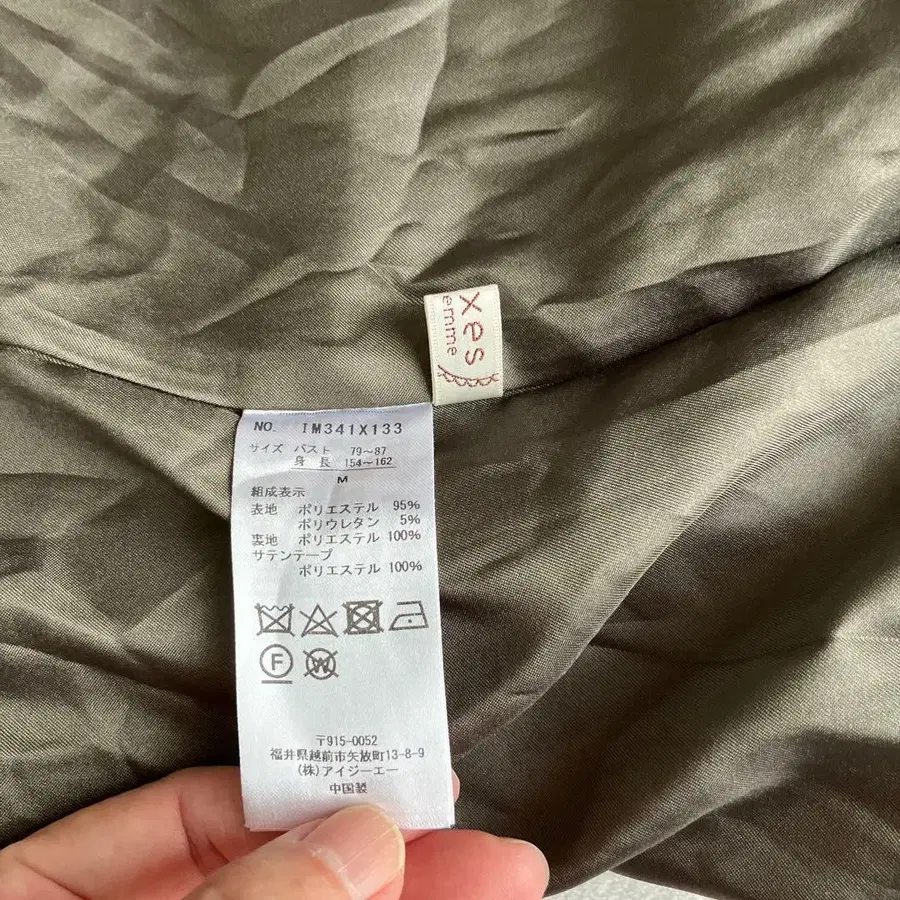 xes
emme
NO. IM341X133
サイズ バスト 79~87
身 長 154~162
M
組成表示
表地 ポリエステル 95%
ポリウレタン 5%
裏地 ポリエステル 100%
サテンテープ
ポリエステル 100%
F
W
〒915-0052
福井県越前市矢放町13-8-9
(株)アイジーエー
中国製